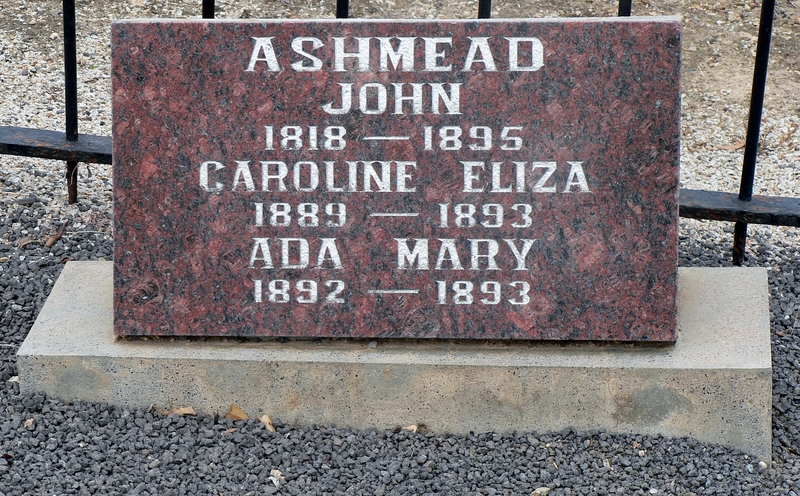 ASHMEAD
JOHN
1818 — 1895
CAROLINE ELIZA
1889 — 1893
ADA MARY
1892 — 1893